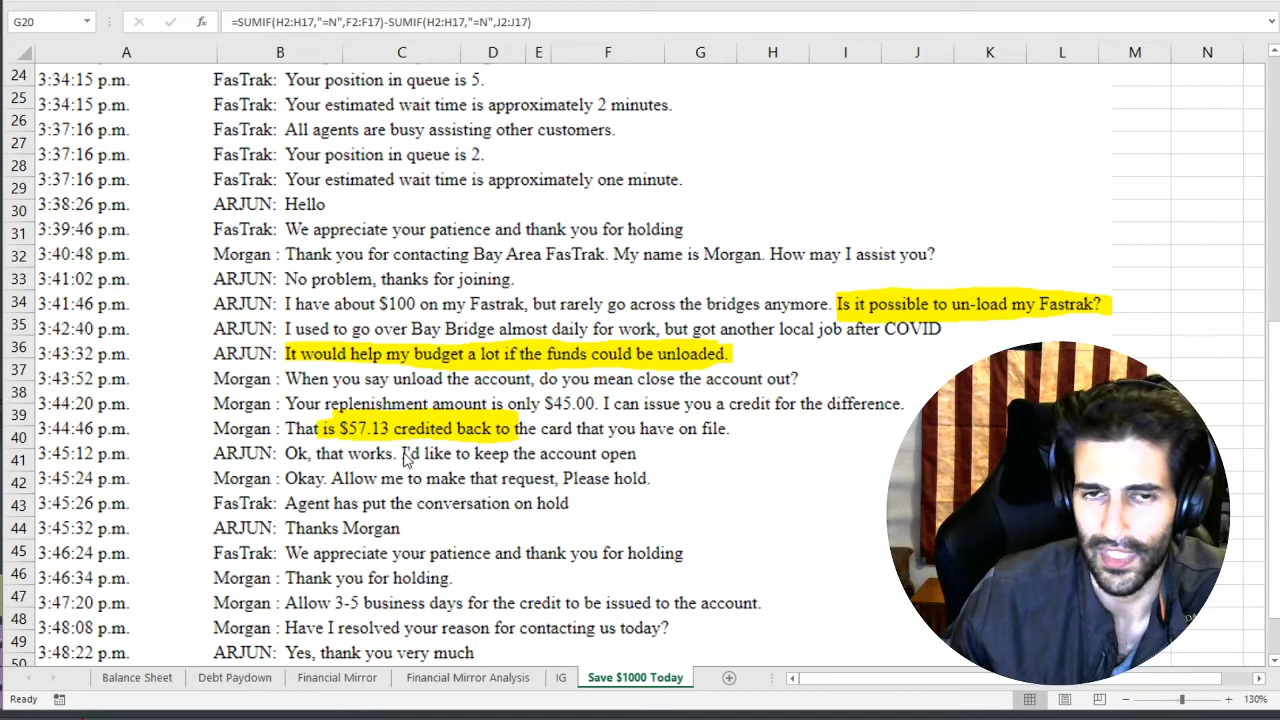 G20 =SUMIF(H2:H17,"=N",F2:F17)-SUMIF(H2:H17,"=N",J2:J17)
A B C D E F G H I J K L M N
24 3:34:15 p.m. FasTrak: Your position in queue is 5.
25 3:34:15 p.m. FasTrak: Your estimated wait time is approximately 2 minutes.
26 3:37:16 p.m. FasTrak: All agents are busy assisting other customers.
27 3:37:16 p.m. FasTrak: Your position in queue is 2.
28 3:37:16 p.m. FasTrak: Your estimated wait time is approximately one minute.
29 3:38:26 p.m. ARJUN: Hello
30 3:39:46 p.m. FasTrak: We appreciate your patience and thank you for holding
31 3:40:48 p.m. Morgan : Thank you for contacting Bay Area FasTrak. My name is Morgan. How may I assist you?
32 3:41:02 p.m. ARJUN: No problem, thanks for joining.
33 3:41:46 p.m. ARJUN: I have about $100 on my Fastrak, but rarely go across the bridges anymore. Is it possible to un-load my Fastrak?
34 3:42:40 p.m. ARJUN: I used to go over Bay Bridge almost daily for work, but got another local job after COVID
35 3:43:32 p.m. ARJUN: It would help my budget a lot if the funds could be unloaded.
36 3:43:52 p.m. Morgan : When you say unload the account, do you mean close the account out?
37 3:44:20 p.m. Morgan : Your replenishment amount is only $45.00. I can issue you a credit for the difference.
38 3:44:46 p.m. Morgan : That is $57.13 credited back to the card that you have on file.
39 3:45:12 p.m. ARJUN: Ok, that works. I'd like to keep the account open
40 3:45:24 p.m. Morgan : Okay. Allow me to make that request, Please hold.
41 3:45:26 p.m. FasTrak: Agent has put the conversation on hold
42 3:45:32 p.m. ARJUN: Thanks Morgan
43 3:46:24 p.m. FasTrak: We appreciate your patience and thank you for holding
44 3:46:34 p.m. Morgan : Thank you for holding.
45 3:47:20 p.m. Morgan : Allow 3-5 business days for the credit to be issued to the account.
46 3:48:08 p.m. Morgan : Have I resolved your reason for contacting us today?
47 3:48:22 p.m. ARJUN: Yes, thank you very much
48
49
50
Balance Sheet Debt Paydown Financial Mirror Financial Mirror Analysis IG Save $1000 Today
Ready 130%